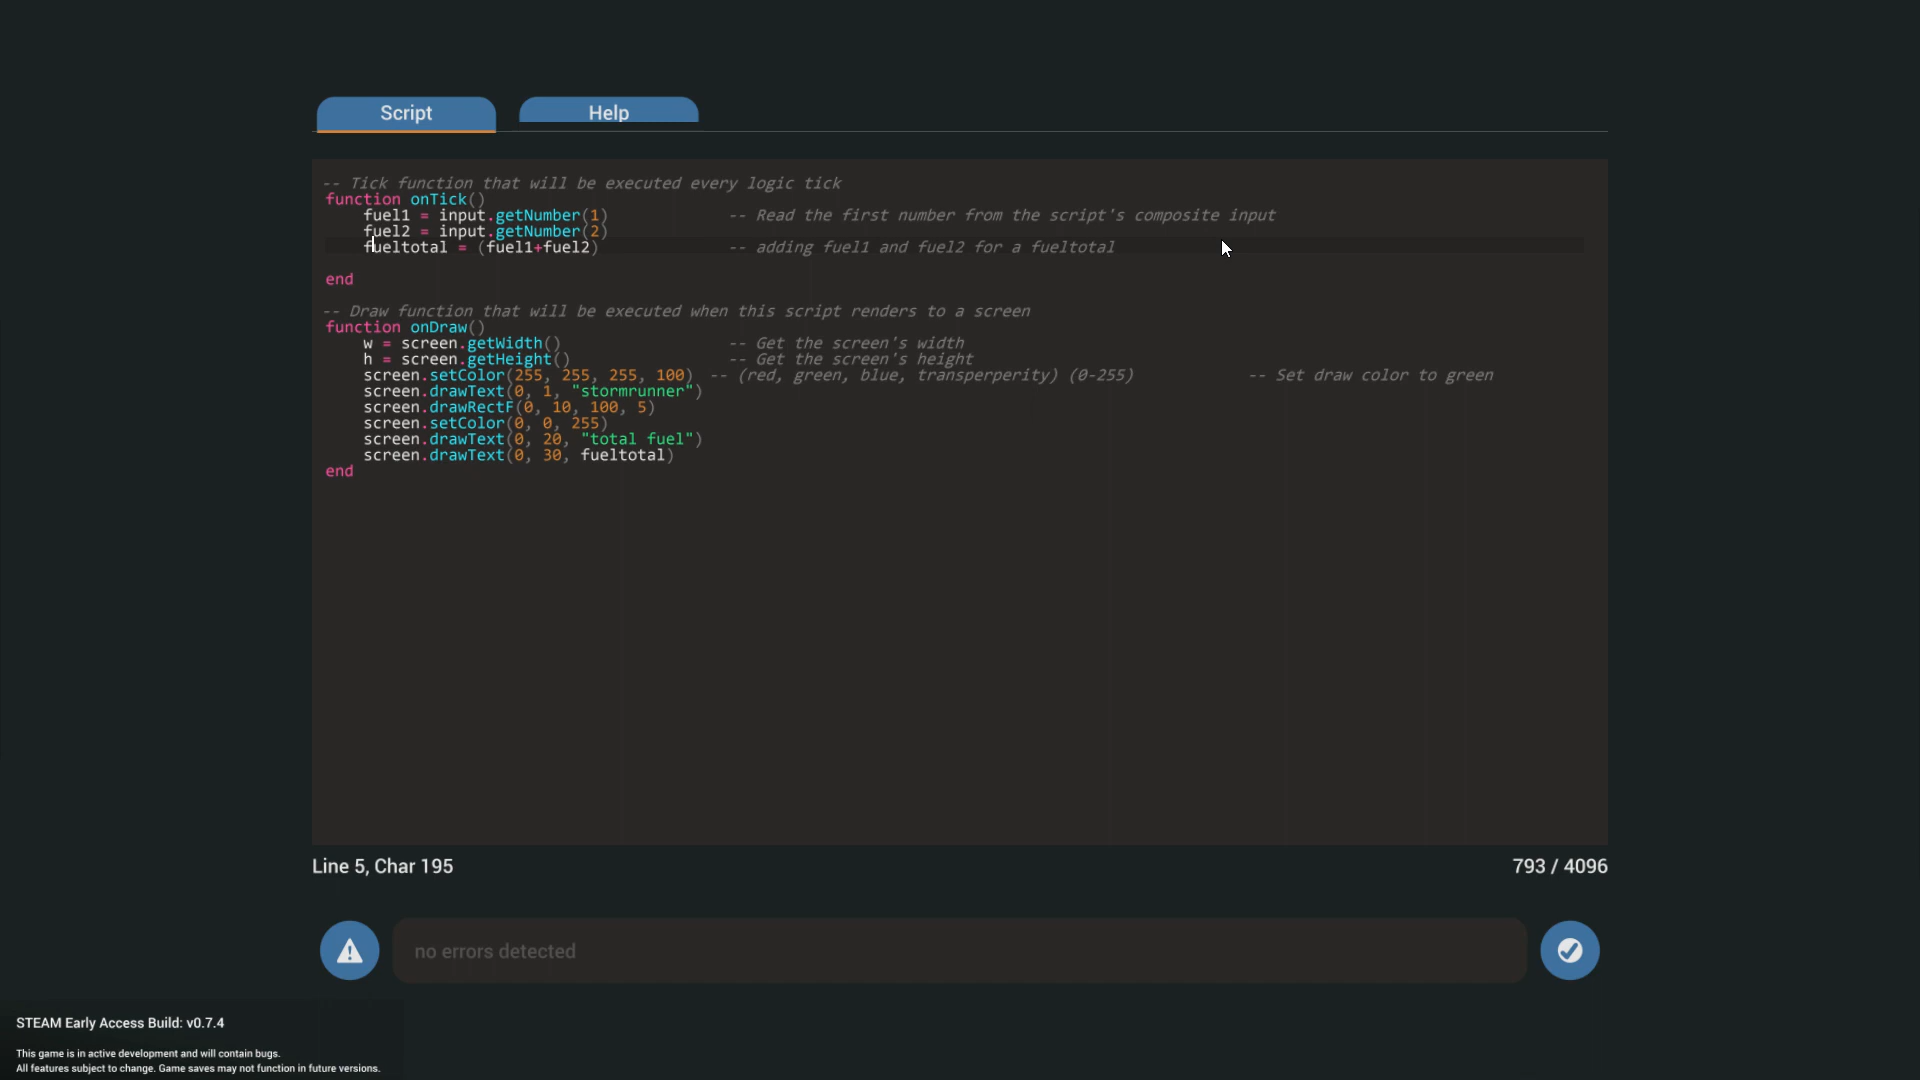 Script
Help
-- Tick function that will be executed every logic tick
function onTick()
fuel1 = input.getNumber(1) -- Read the first number from the script's composite input
fuel2 = input.getNumber(2)
fueltotal = (fuel1+fuel2) -- adding fuel1 and fuel2 for a fueltotal
end
-- Draw function that will be executed when this script renders to a screen
function onDraw()
w = screen.getWidth() -- Get the screen's width
h = screen.getHeight() -- Get the screen's height
screen.setColor(255, 255, 255, 100) -- (red, green, blue, transperperity) (0-255) -- Set draw color to green
screen.drawText(0, 1, "stormrunner")
screen.drawRectF(0, 10, 100, 5)
screen.setColor(0, 0, 255)
screen.drawText(0, 20, "total fuel")
screen.drawText(0, 30, fueltotal)
end
Line 5, Char 195
793 / 4096
no errors detected
STEAM Early Access Build: v0.7.4
This game is in active development and will contain bugs.
All features subject to change. Game saves may not function in future versions.